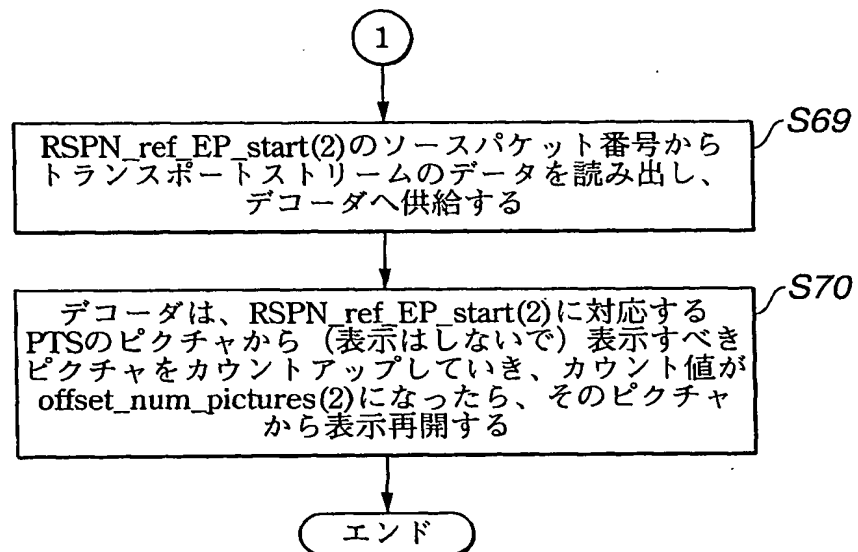 1
RSPN_ref_EP_start(2)のソースパケット番号から
トランスポートストリームのデータを読み出し、
デコーダへ供給する
S69
デコーダは、RSPN_ref_EP_start(2)に対応する
PTSのピクチャから（表示はしないで）表示すべき
ピクチャをカウントアップしていき、カウント値が
offset_num_pictures(2)になったら、そのピクチャ
から表示再開する
S70
エンド